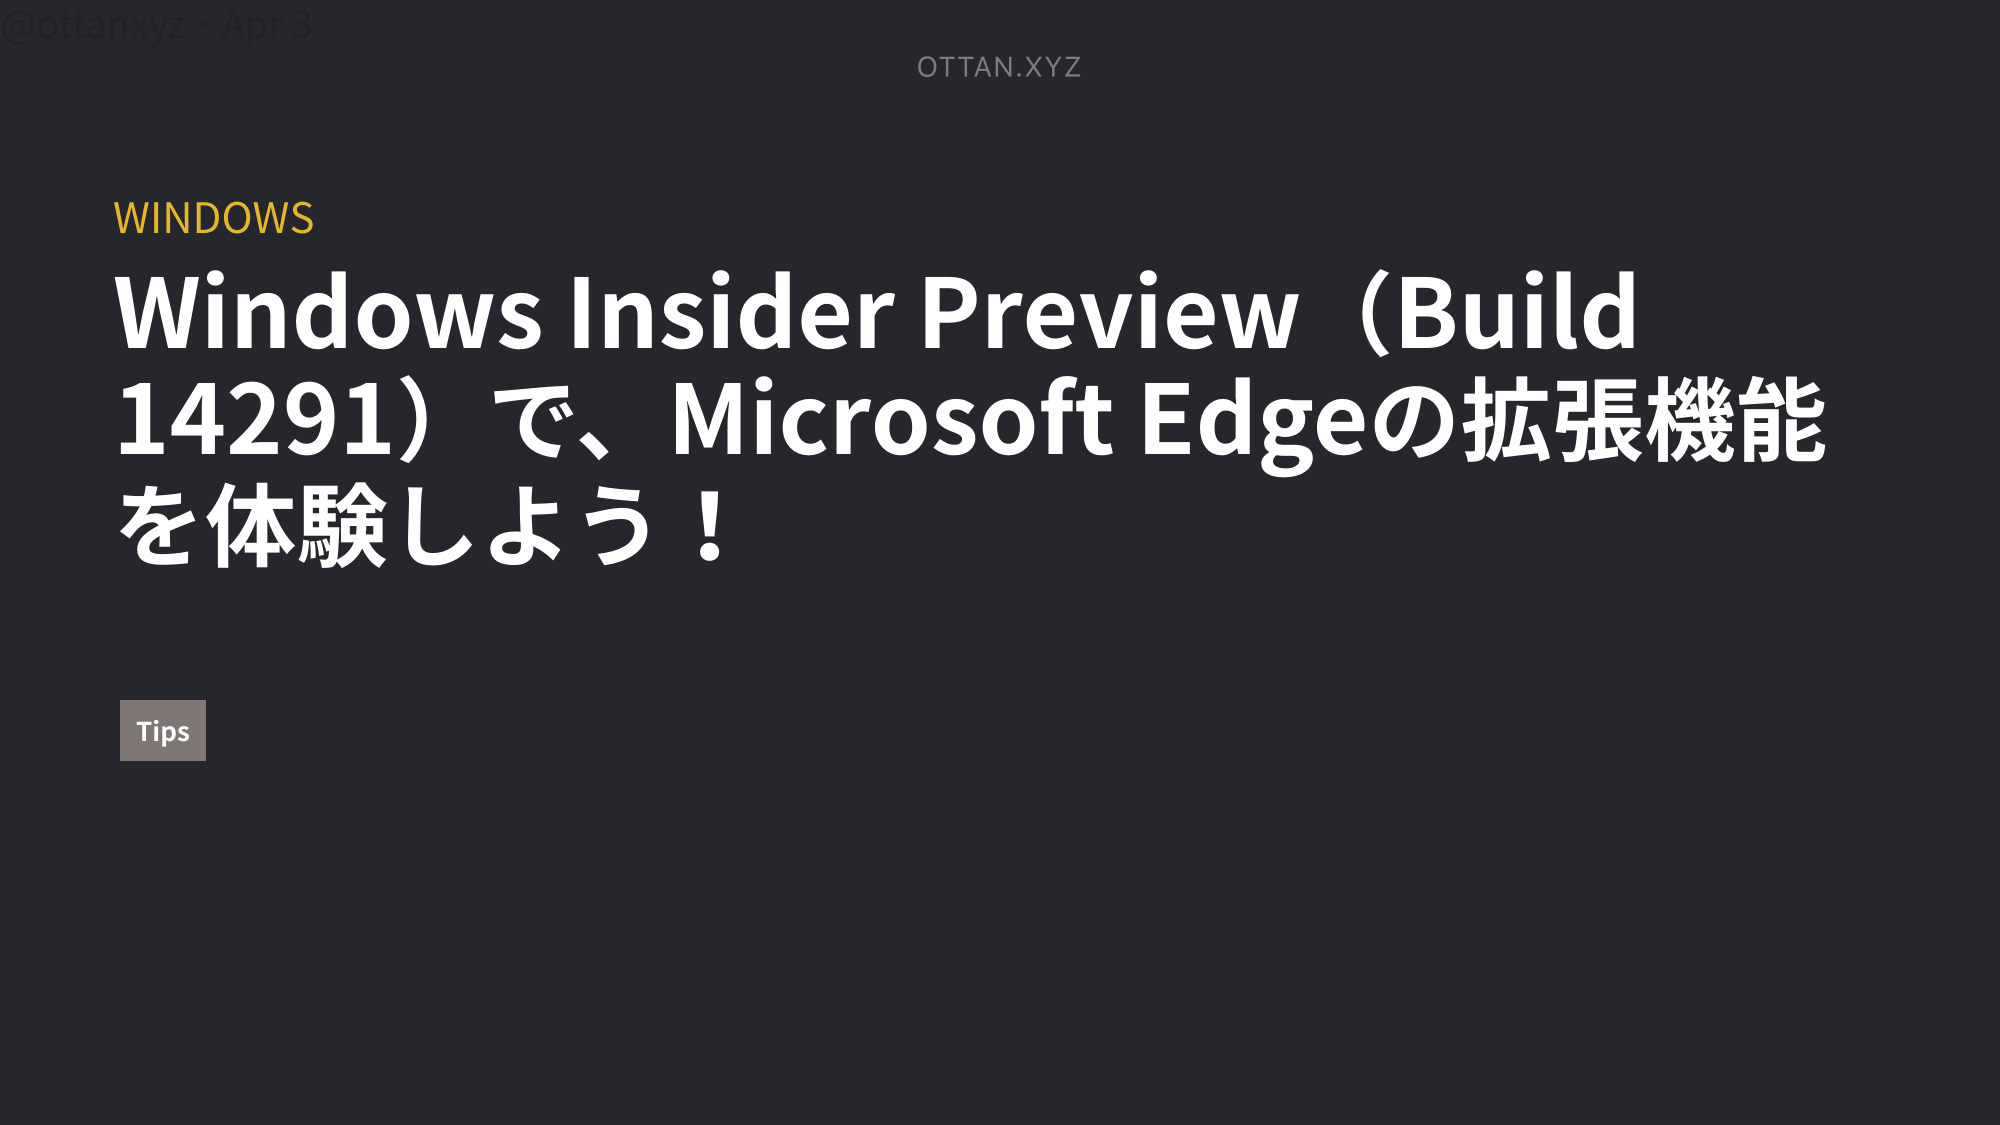 @ottanxyz・Apr 3
OTTAN.XYZ
WINDOWS
Windows Insider Preview（Build
14291）で、Microsoft Edgeの拡張機能
を体験しよう！
Tips